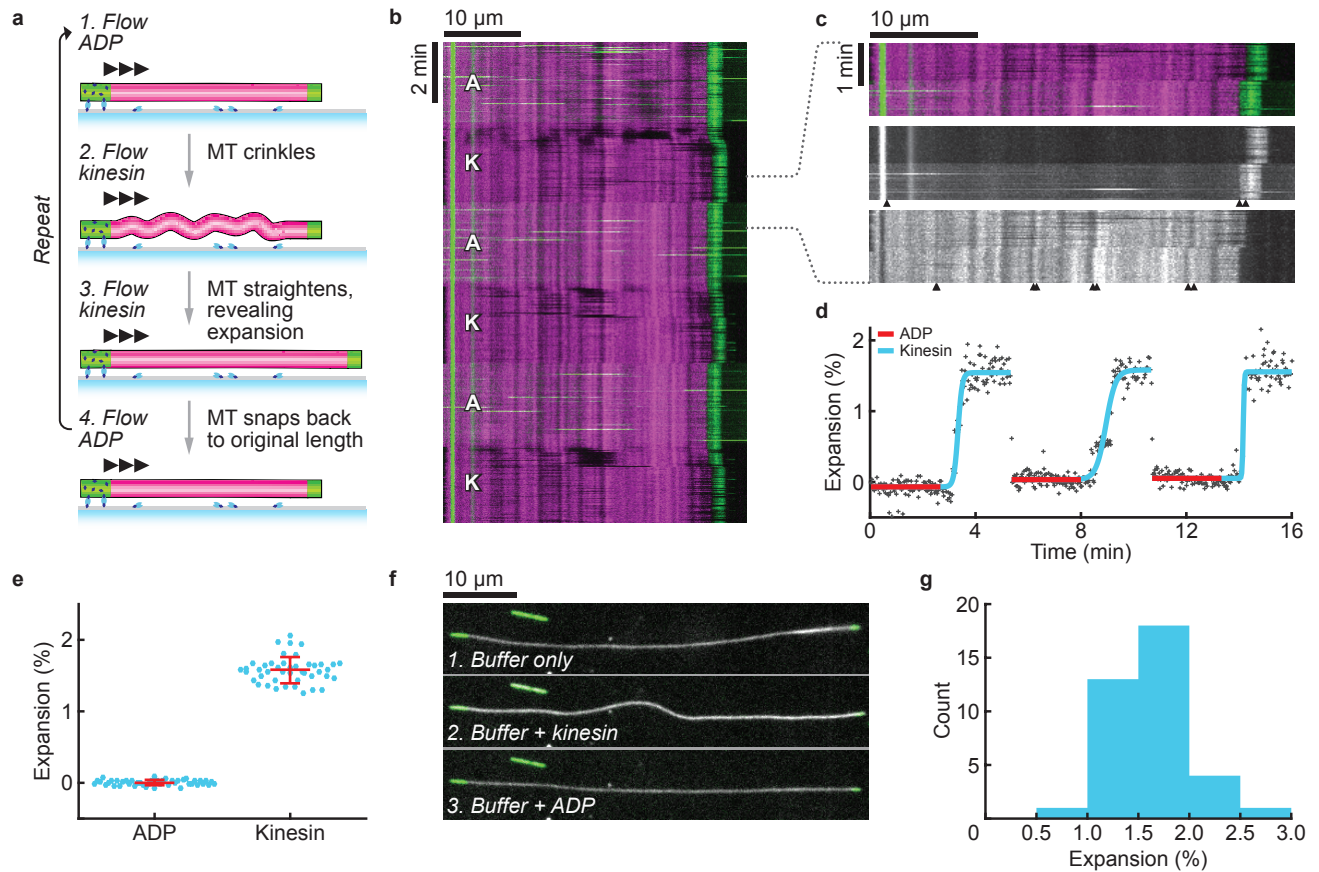 a
1. Flow
ADP
MT crinkles
2. Flow
kinesin
Repeat
3. Flow
kinesin
MT straightens,
revealing
expansion
4. Flow
ADP
MT snaps back
to original length
b
10 µm
2 min
A
K
A
K
A
K
c
10 µm
1 min
d
ADP
Kinesin
Expansion (%)
2
1
0
0
4
8
12
16
Time (min)
e
Expansion (%)
2
1
0
ADP
Kinesin
f
10 µm
1. Buffer only
2. Buffer + kinesin
3. Buffer + ADP
g
Count
20
15
10
5
0
0.5
1.0
1.5
2.0
2.5
3.0
Expansion (%)